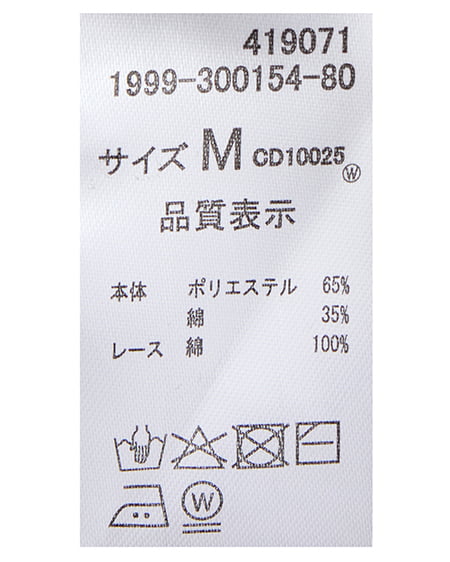 419071
1999-300154-80
サイズ M CD10025 Ⓦ
品質表示
本体 ポリエステル 65%
綿 35%
レース 綿 100%
W